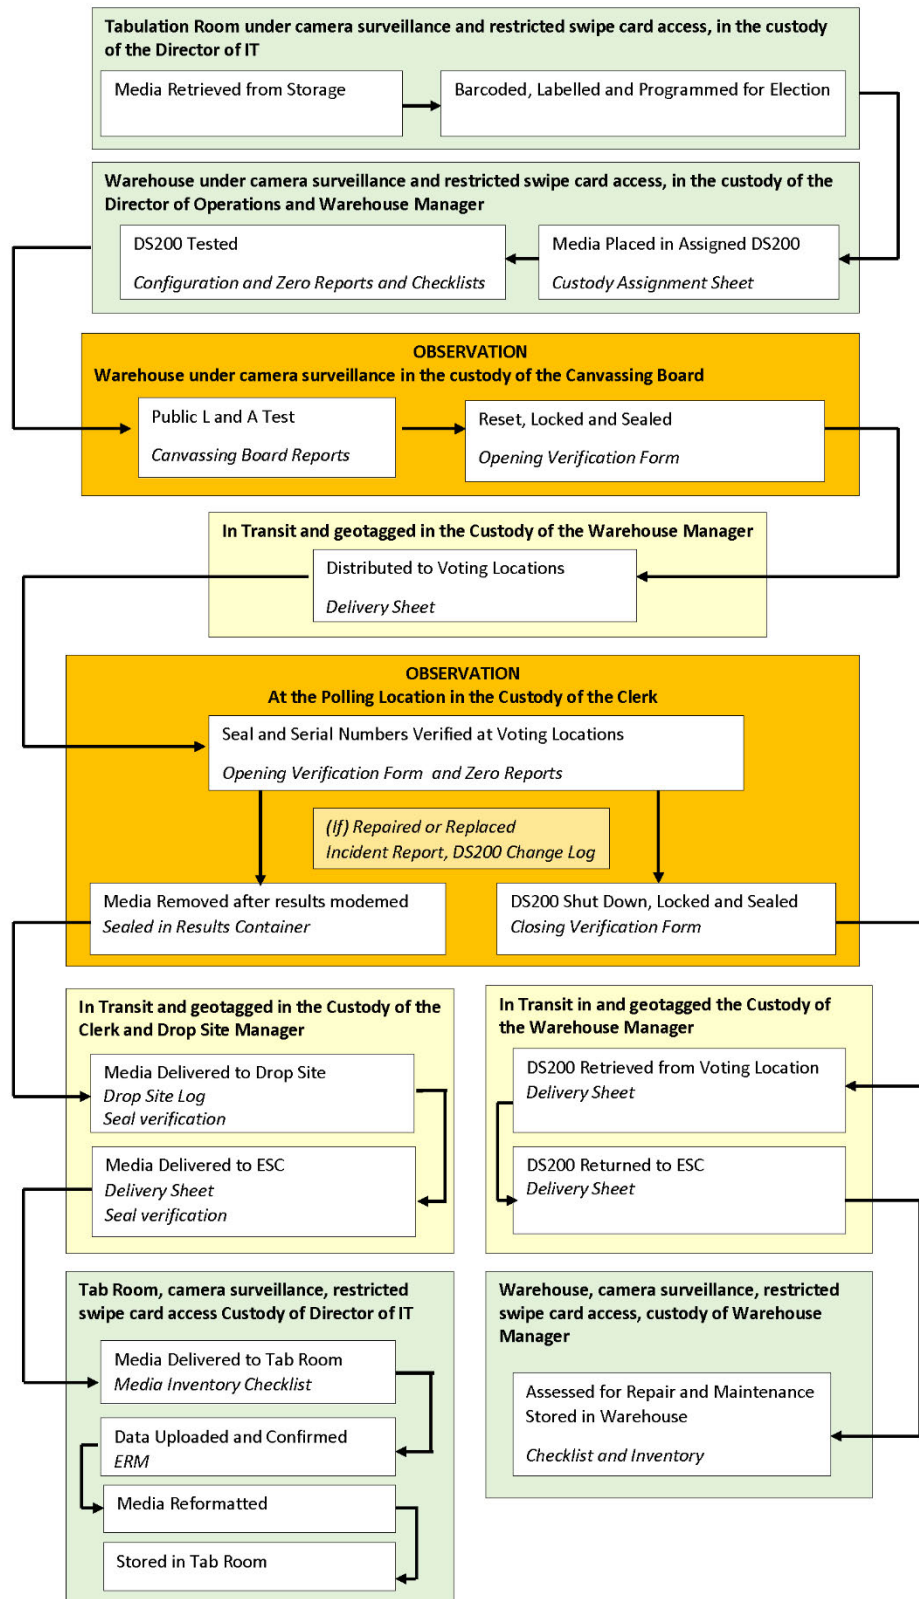 Tabulation Room under camera surveillance and restricted swipe card access, in the custody
of the Director of IT
Media Retrieved from Storage
Barcoded, Labelled and Programmed for Election
Warehouse under camera surveillance and restricted swipe card access, in the custody of the
Director of Operations and Warehouse Manager
DS200 Tested
Configuration and Zero Reports and Checklists
Media Placed in Assigned DS200
Custody Assignment Sheet
OBSERVATION
Warehouse under camera surveillance in the custody of the Canvassing Board
Public L and A Test
Canvassing Board Reports
Reset, Locked and Sealed
Opening Verification Form
In Transit and geotagged in the Custody of the Warehouse Manager
Distributed to Voting Locations
Delivery Sheet
OBSERVATION
At the Polling Location in the Custody of the Clerk
Seal and Serial Numbers Verified at Voting Locations
Opening Verification Form and Zero Reports
(If) Repaired or Replaced
Incident Report, DS200 Change Log
Media Removed after results modemed
Sealed in Results Container
DS200 Shut Down, Locked and Sealed
Closing Verification Form
In Transit and geotagged in the Custody of the
Clerk and Drop Site Manager
Media Delivered to Drop Site
Drop Site Log
Seal verification
Media Delivered to ESC
Delivery Sheet
Seal verification
In Transit in and geotagged the Custody of
the Warehouse Manager
DS200 Retrieved from Voting Location
Delivery Sheet
DS200 Returned to ESC
Delivery Sheet
Tab Room, camera surveillance, restricted
swipe card access Custody of Director of IT
Media Delivered to Tab Room
Media Inventory Checklist
Data Uploaded and Confirmed
ERM
Media Reformatted
Stored in Tab Room
Warehouse, camera surveillance, restricted
swipe card access, custody of Warehouse
Manager
Assessed for Repair and Maintenance
Stored in Warehouse
Checklist and Inventory